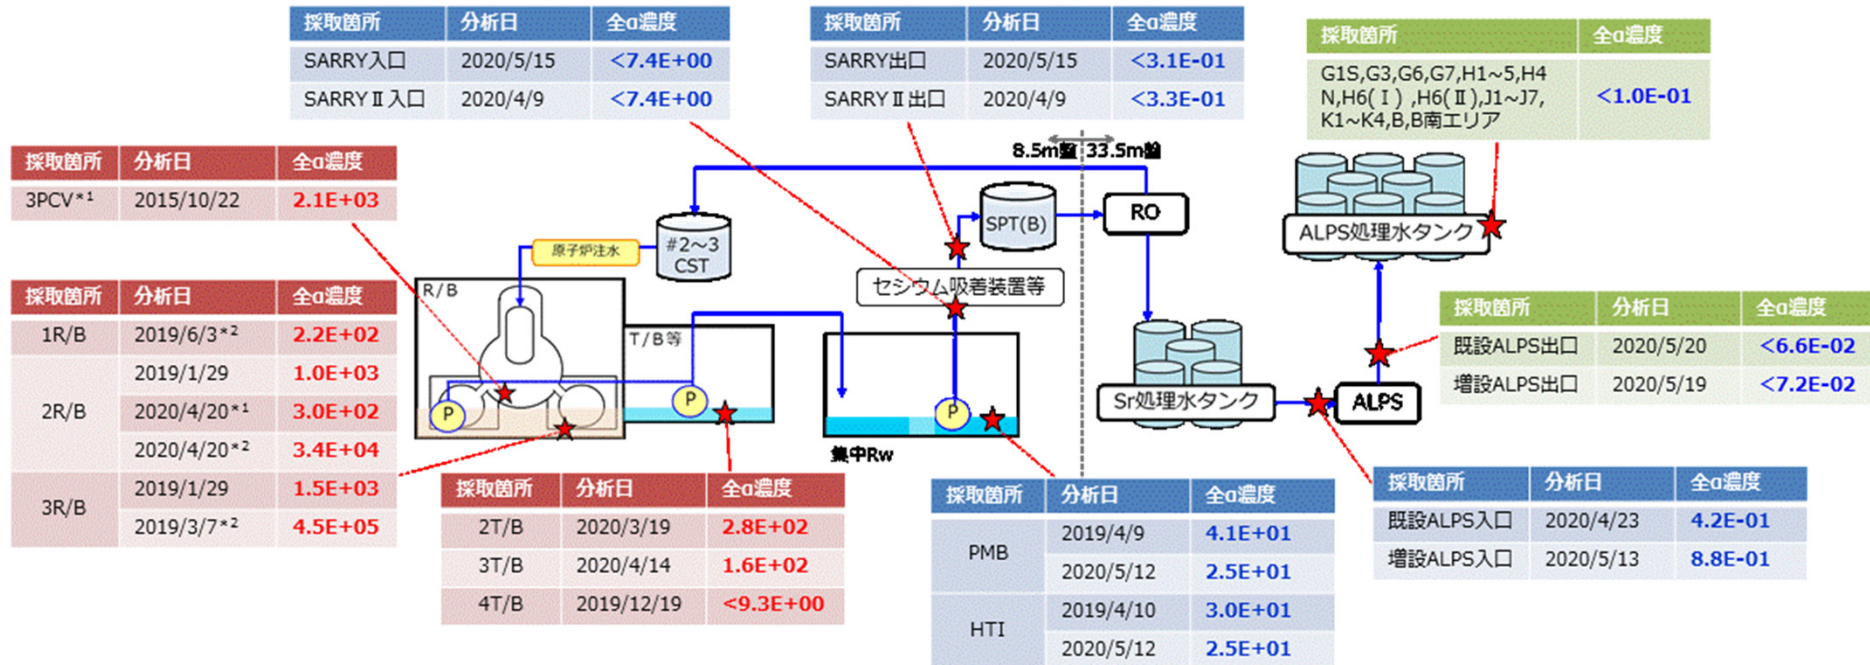 採取箇所 分析日 全α濃度
SARRY入口 2020/5/15 <7.4E+00
SARRYⅡ入口 2020/4/9 <7.4E+00
採取箇所 分析日 全α濃度
SARRY出口 2020/5/15 <3.1E-01
SARRYⅡ出口 2020/4/9 <3.3E-01
採取箇所 全α濃度
G1S,G3,G6,G7,H1~5,H4
N,H6(Ⅰ) ,H6(Ⅱ),J1~J7,
K1~K4,B,B南エリア
<1.0E-01
採取箇所 分析日 全α濃度
3PCV*1 2015/10/22 2.1E+03
8.5m盤 33.5m盤
原子炉注水
#2~3
CST
SPT(B)
RO
ALPS処理水タンク
R/B
T/B等
セシウム吸着装置等
P
P
P
集中Rw
Sr処理水タンク
ALPS
採取箇所 分析日 全α濃度
1R/B 2019/6/3*2 2.2E+02
2R/B 2019/1/29 1.0E+03
2020/4/20*1 3.0E+02
2020/4/20*2 3.4E+04
3R/B 2019/1/29 1.5E+03
2019/3/7*2 4.5E+05
採取箇所 分析日 全α濃度
既設ALPS出口 2020/5/20 <6.6E-02
増設ALPS出口 2020/5/19 <7.2E-02
採取箇所 分析日 全α濃度
2T/B 2020/3/19 2.8E+02
3T/B 2020/4/14 1.6E+02
4T/B 2019/12/19 <9.3E+00
採取箇所 分析日 全α濃度
PMB 2019/4/9 4.1E+01
2020/5/12 2.5E+01
HTI 2019/4/10 3.0E+01
2020/5/12 2.5E+01
採取箇所 分析日 全α濃度
既設ALPS入口 2020/4/23 4.2E-01
増設ALPS入口 2020/5/13 8.8E-01